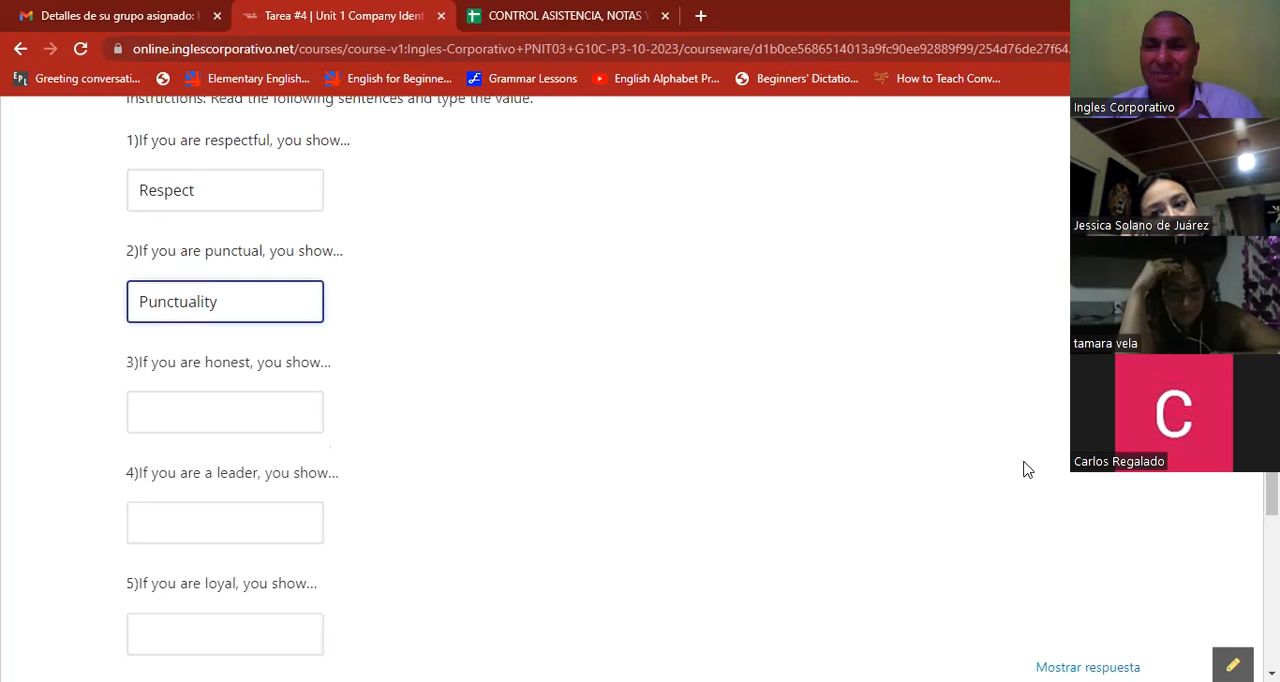 Detalles de su grupo asignado:
Tarea #4 | Unit 1 Company Iden
CONTROL ASISTENCIA, NOTAS
online.inglescorporativo.net/courses/course-v1:Ingles-Corporativo+PNIT03+G10C-P3-10-2023/courseware/d1b0ce5686514013a9fc90ee92889f99/254d76de27f64
Greeting conversati...
Elementary English...
English for Beginne...
Grammar Lessons
English Alphabet Pr...
Beginners' Dictatio...
How to Teach Conv...
Instructions: Read the following sentences and type the value.
1)If you are respectful, you show...
Respect
2)If you are punctual, you show...
Punctuality
3)If you are honest, you show...
4)If you are a leader, you show...
5)If you are loyal, you show...
Mostrar respuesta
Ingles Corporativo
Jessica Solano de Juárez
tamara vela
C
Carlos Regalado